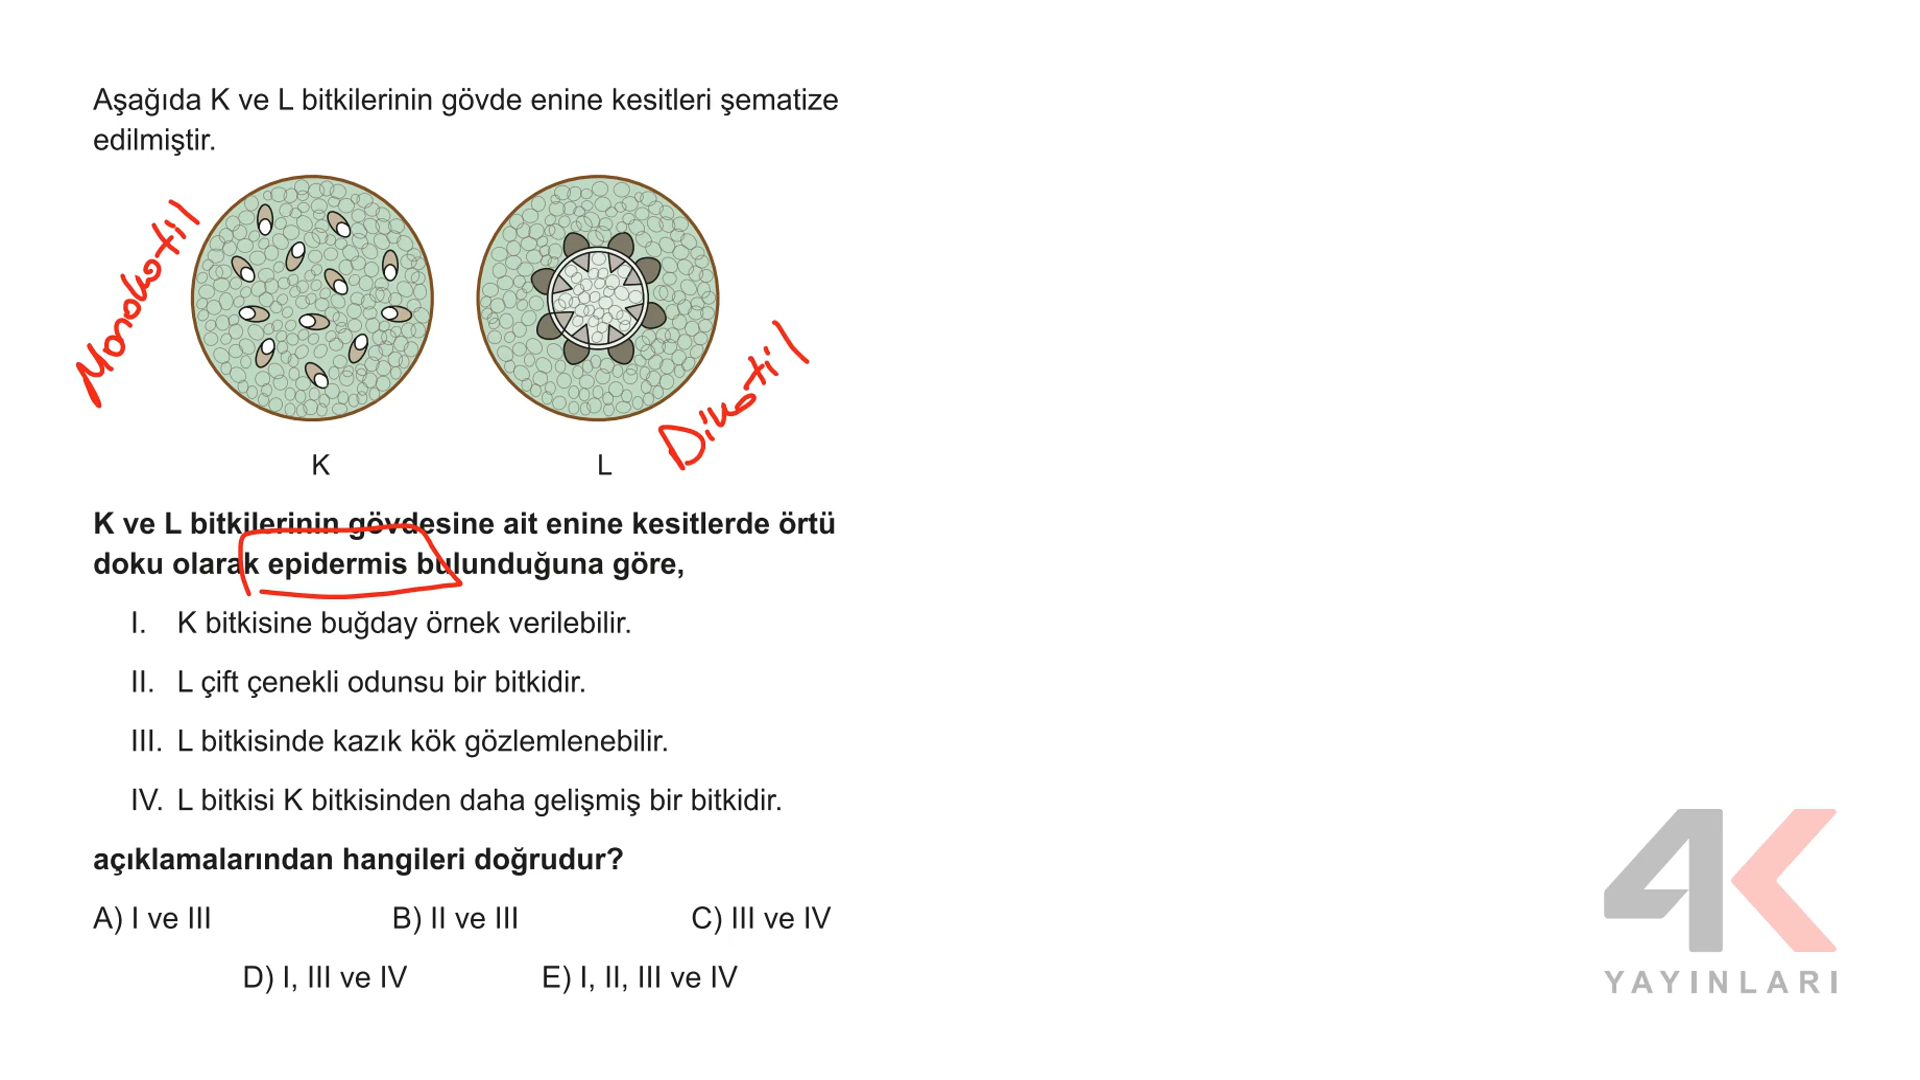 Aşağıda K ve L bitkilerinin gövde enine kesitleri şematize
edilmiştir.
Monokotil
Dikotil
K
L
K ve L bitkilerinin gövdesine ait enine kesitlerde örtü
doku olarak epidermis bulunduğuna göre,
I. K bitkisine buğday örnek verilebilir.
II. L çift çenekli odunsu bir bitkidir.
III. L bitkisinde kazık kök gözlemlenebilir.
IV. L bitkisi K bitkisinden daha gelişmiş bir bitkidir.
açıklamalarından hangileri doğrudur?
A) I ve III B) II ve III C) III ve IV
D) I, III ve IV E) I, II, III ve IV
4K
YAYINLARI